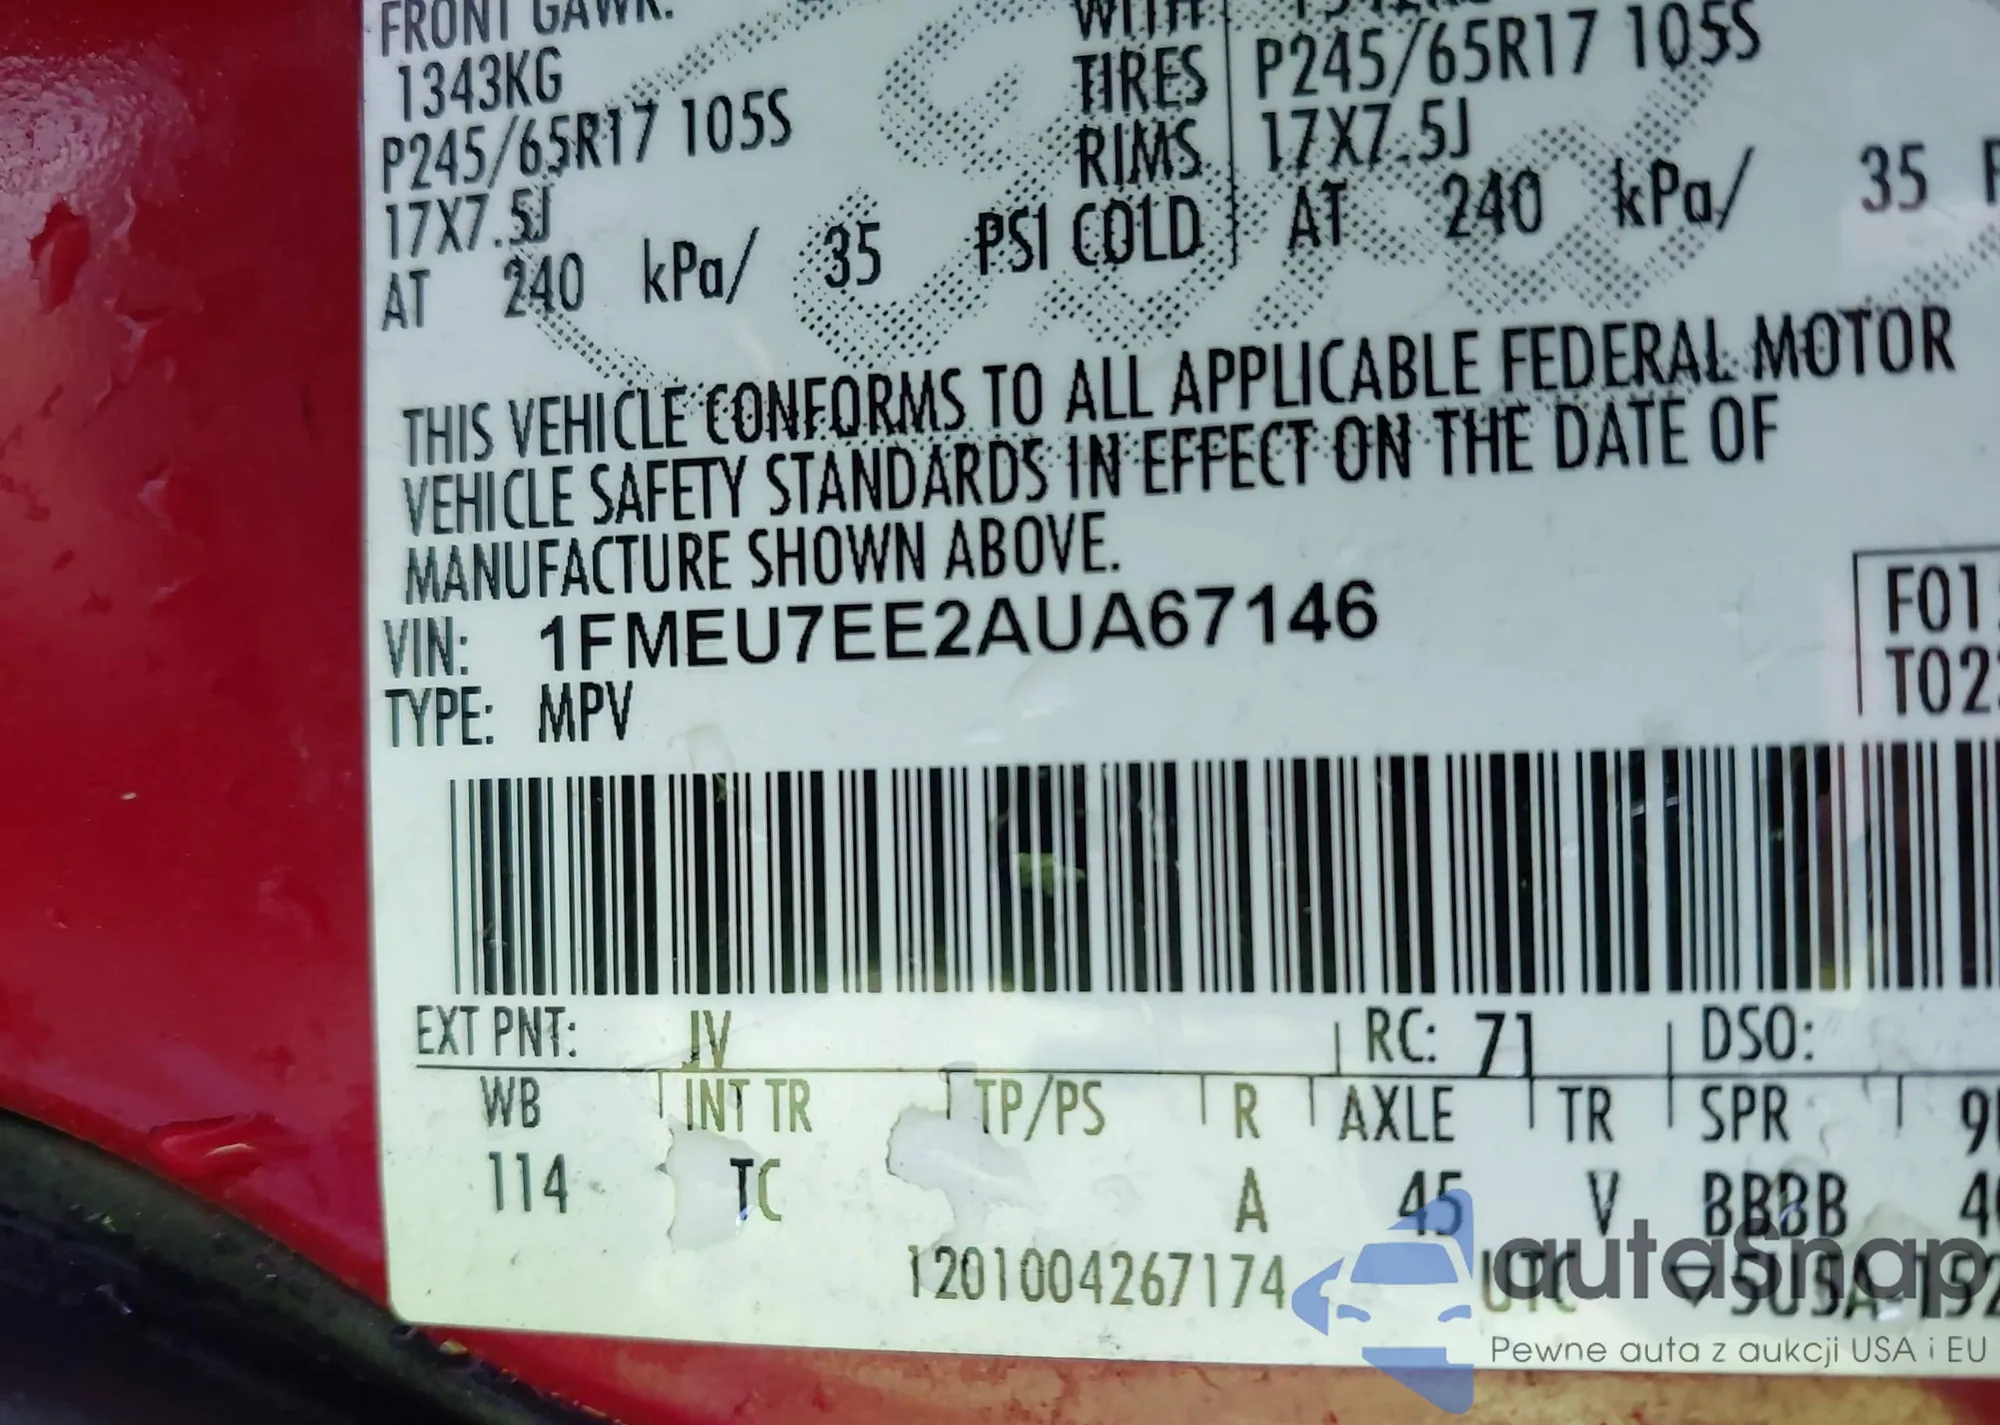 FRONT GAWR:
1343KG
P245/65R17 105S
17X7.5J
AT 240 kPa/ 35 PSI COLD
WITH
TIRES
RIMS
P245/65R17 105S
17X7.5J
AT 240 kPa/ 35
THIS VEHICLE CONFORMS TO ALL APPLICABLE FEDERAL MOTOR
VEHICLE SAFETY STANDARDS IN EFFECT ON THE DATE OF
MANUFACTURE SHOWN ABOVE.
VIN: 1FMEU7EE2AUA67146
TYPE: MPV
EXT PNT: JV RC: 71 DSO:
WB INT TR TP/PS R AXLE TR SPR
114 TC A 45 V BBBB
1201004267174 UTC
autoSnap
Pewne auta z aukcji USA i EU